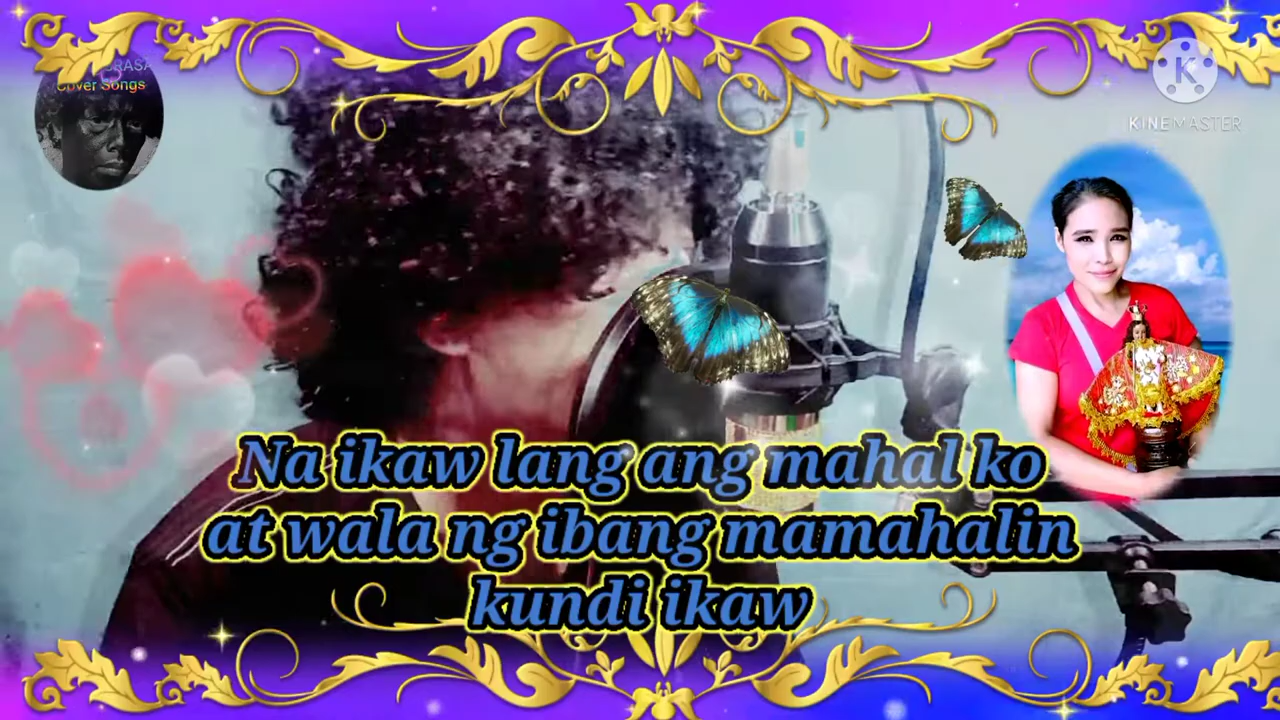 Cover Songs
KINEMASTER
Na ikaw lang ang mahal ko
at wala ng ibang mamahalin
kundi ikaw